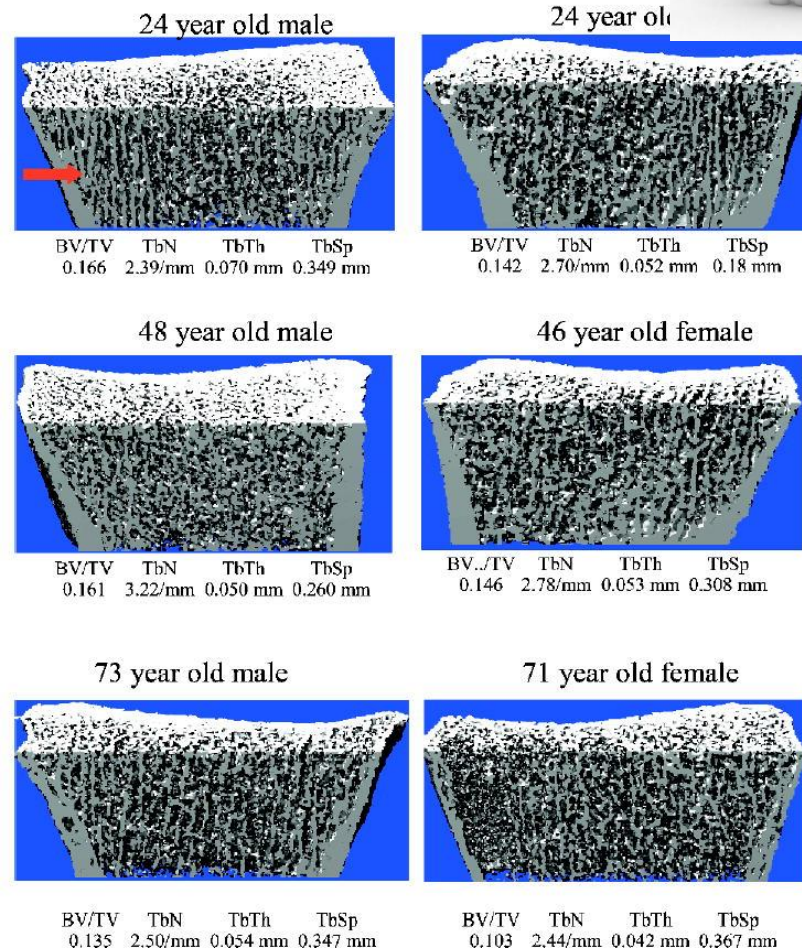 24 year old male
BV/TV TbN TbTh TbSp
0.166 2.39/mm 0.070 mm 0.349 mm
24 year
BV/TV TbN TbTh TbSp
0.142 2.70/mm 0.052 mm 0.18 mm
48 year old male
BV/TV TbN TbTh TbSp
0.161 3.22/mm 0.050 mm 0.260 mm
46 year old female
BV../TV TbN TbTh TbSp
0.146 2.78/mm 0.053 mm 0.308 mm
73 year old male
BV/TV TbN TbTh TbSp
0.135 2.50/mm 0.054 mm 0.347 mm
71 year old female
BV/TV TbN TbTh TbSp
0.103 2.44/mm 0.042 mm 0.367 mm